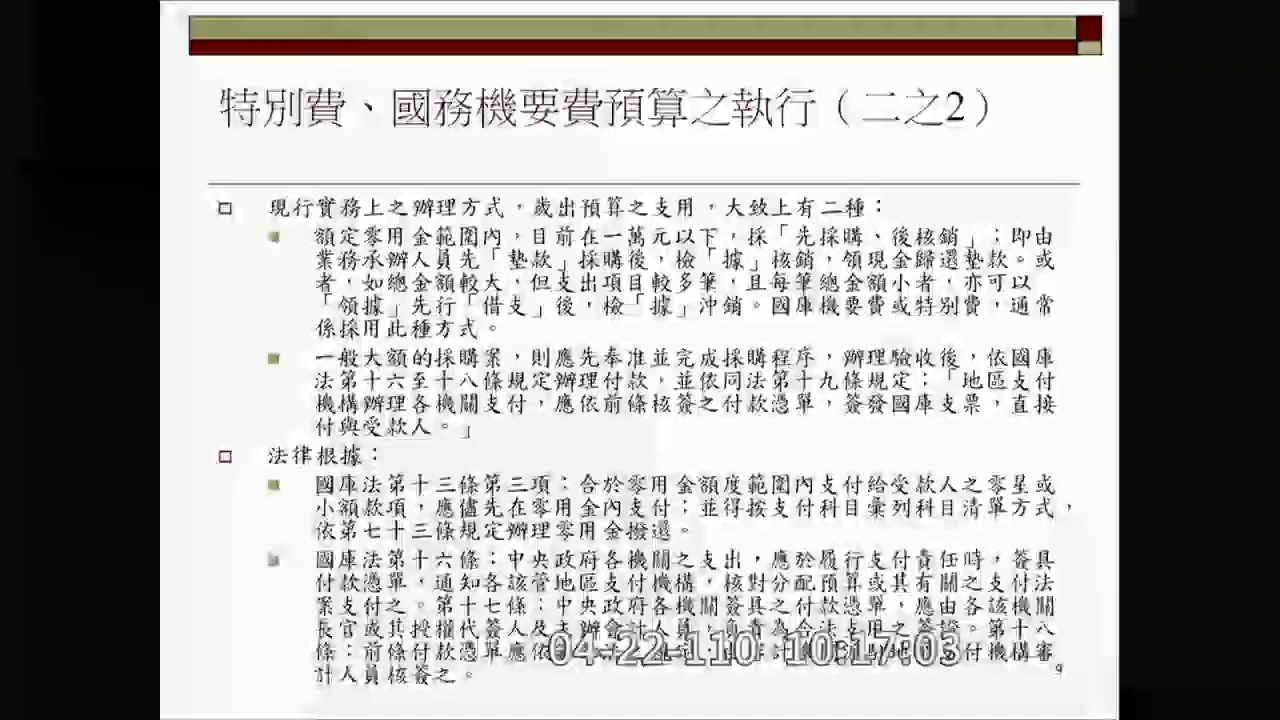 特別費、國務機要費預算之執行（二之2）
現行實務上之辦理方式，歲出預算之支用，大致上有二種：
額定零用金範圍內，目前在一萬元以下，採「先採購、後核銷」；即由
業務承辦人員先「墊款」採購後，檢「據」核銷，領現金歸還墊款。或
者，如總金額較大，但支出項目較多筆，且每筆總金額小者，亦可以
「領據」先行「借支」後，檢「據」沖銷。國庫機要費或特別費，通常
係採用此種方式。
一般大額的採購案，則應先奉准並完成採購程序，辦理驗收後，依國庫
法第十六至十八條規定辦理付款，並依同法第十九條規定；「地區支付
機構辦理各機關支付，應依前條核簽之付款憑單，簽發國庫支票，直接
付與受款人。」
法律根據：
國庫法第十三條第三項：合於零用金額度範圍內支付給受款人之零星或
小額款項，應儘先在零用金內支付；並得按支付科目彙列科目清單方式，
依第七十三條規定辦理零用金撥還。
國庫法第十六條：中央政府各機關之支出，應於履行支付責任時，簽具
付款憑單，通知各該管地區支付機構，核對分配預算或其有關之支付法
案支付之。第十七條：中央政府各機關簽具之付款憑單，應由各該機關
長官或其授權代簽人及主辦會計人員，負責為合法支用之簽證。第十八
條：前條付款憑單應依 付機構審
計人員核簽之。
04-22-110 10:17:03
9